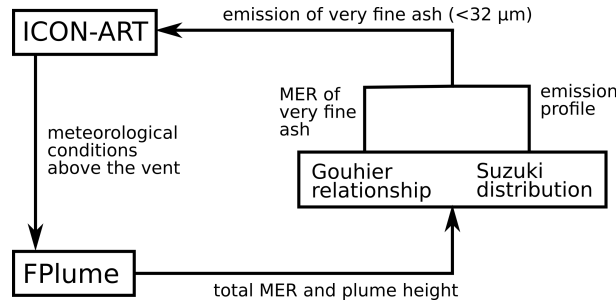 emission of very fine ash (<32 μm)
ICON-ART
MER of
very fine
ash
emission
profile
meteorological
conditions
above the vent
Gouhier
relationship
Suzuki
distribution
FPlume
total MER and plume height